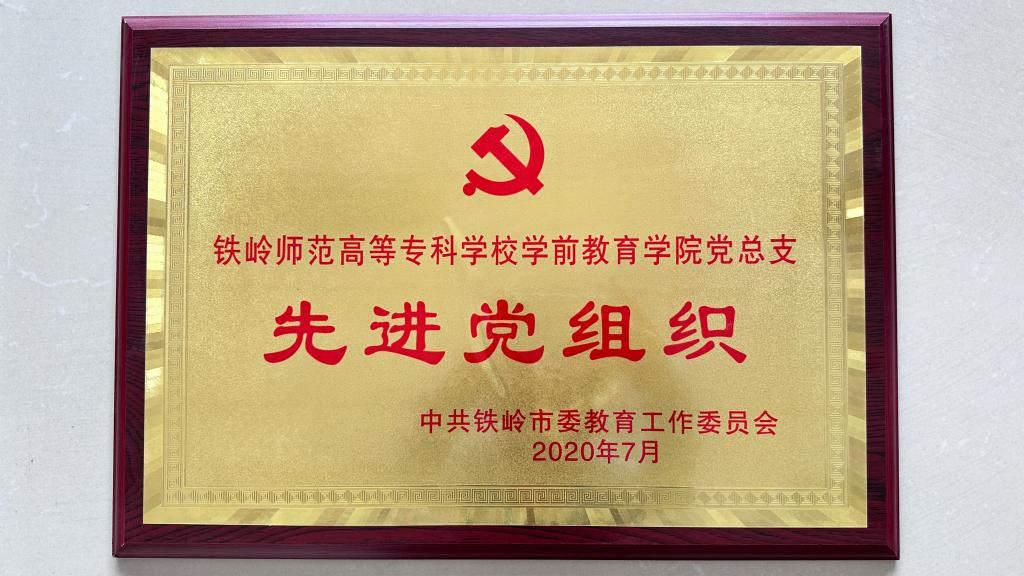 铁岭师范高等专科学校学前教育学院党总支
先进党组织
中共铁岭市委教育工作委员会
2020年7月